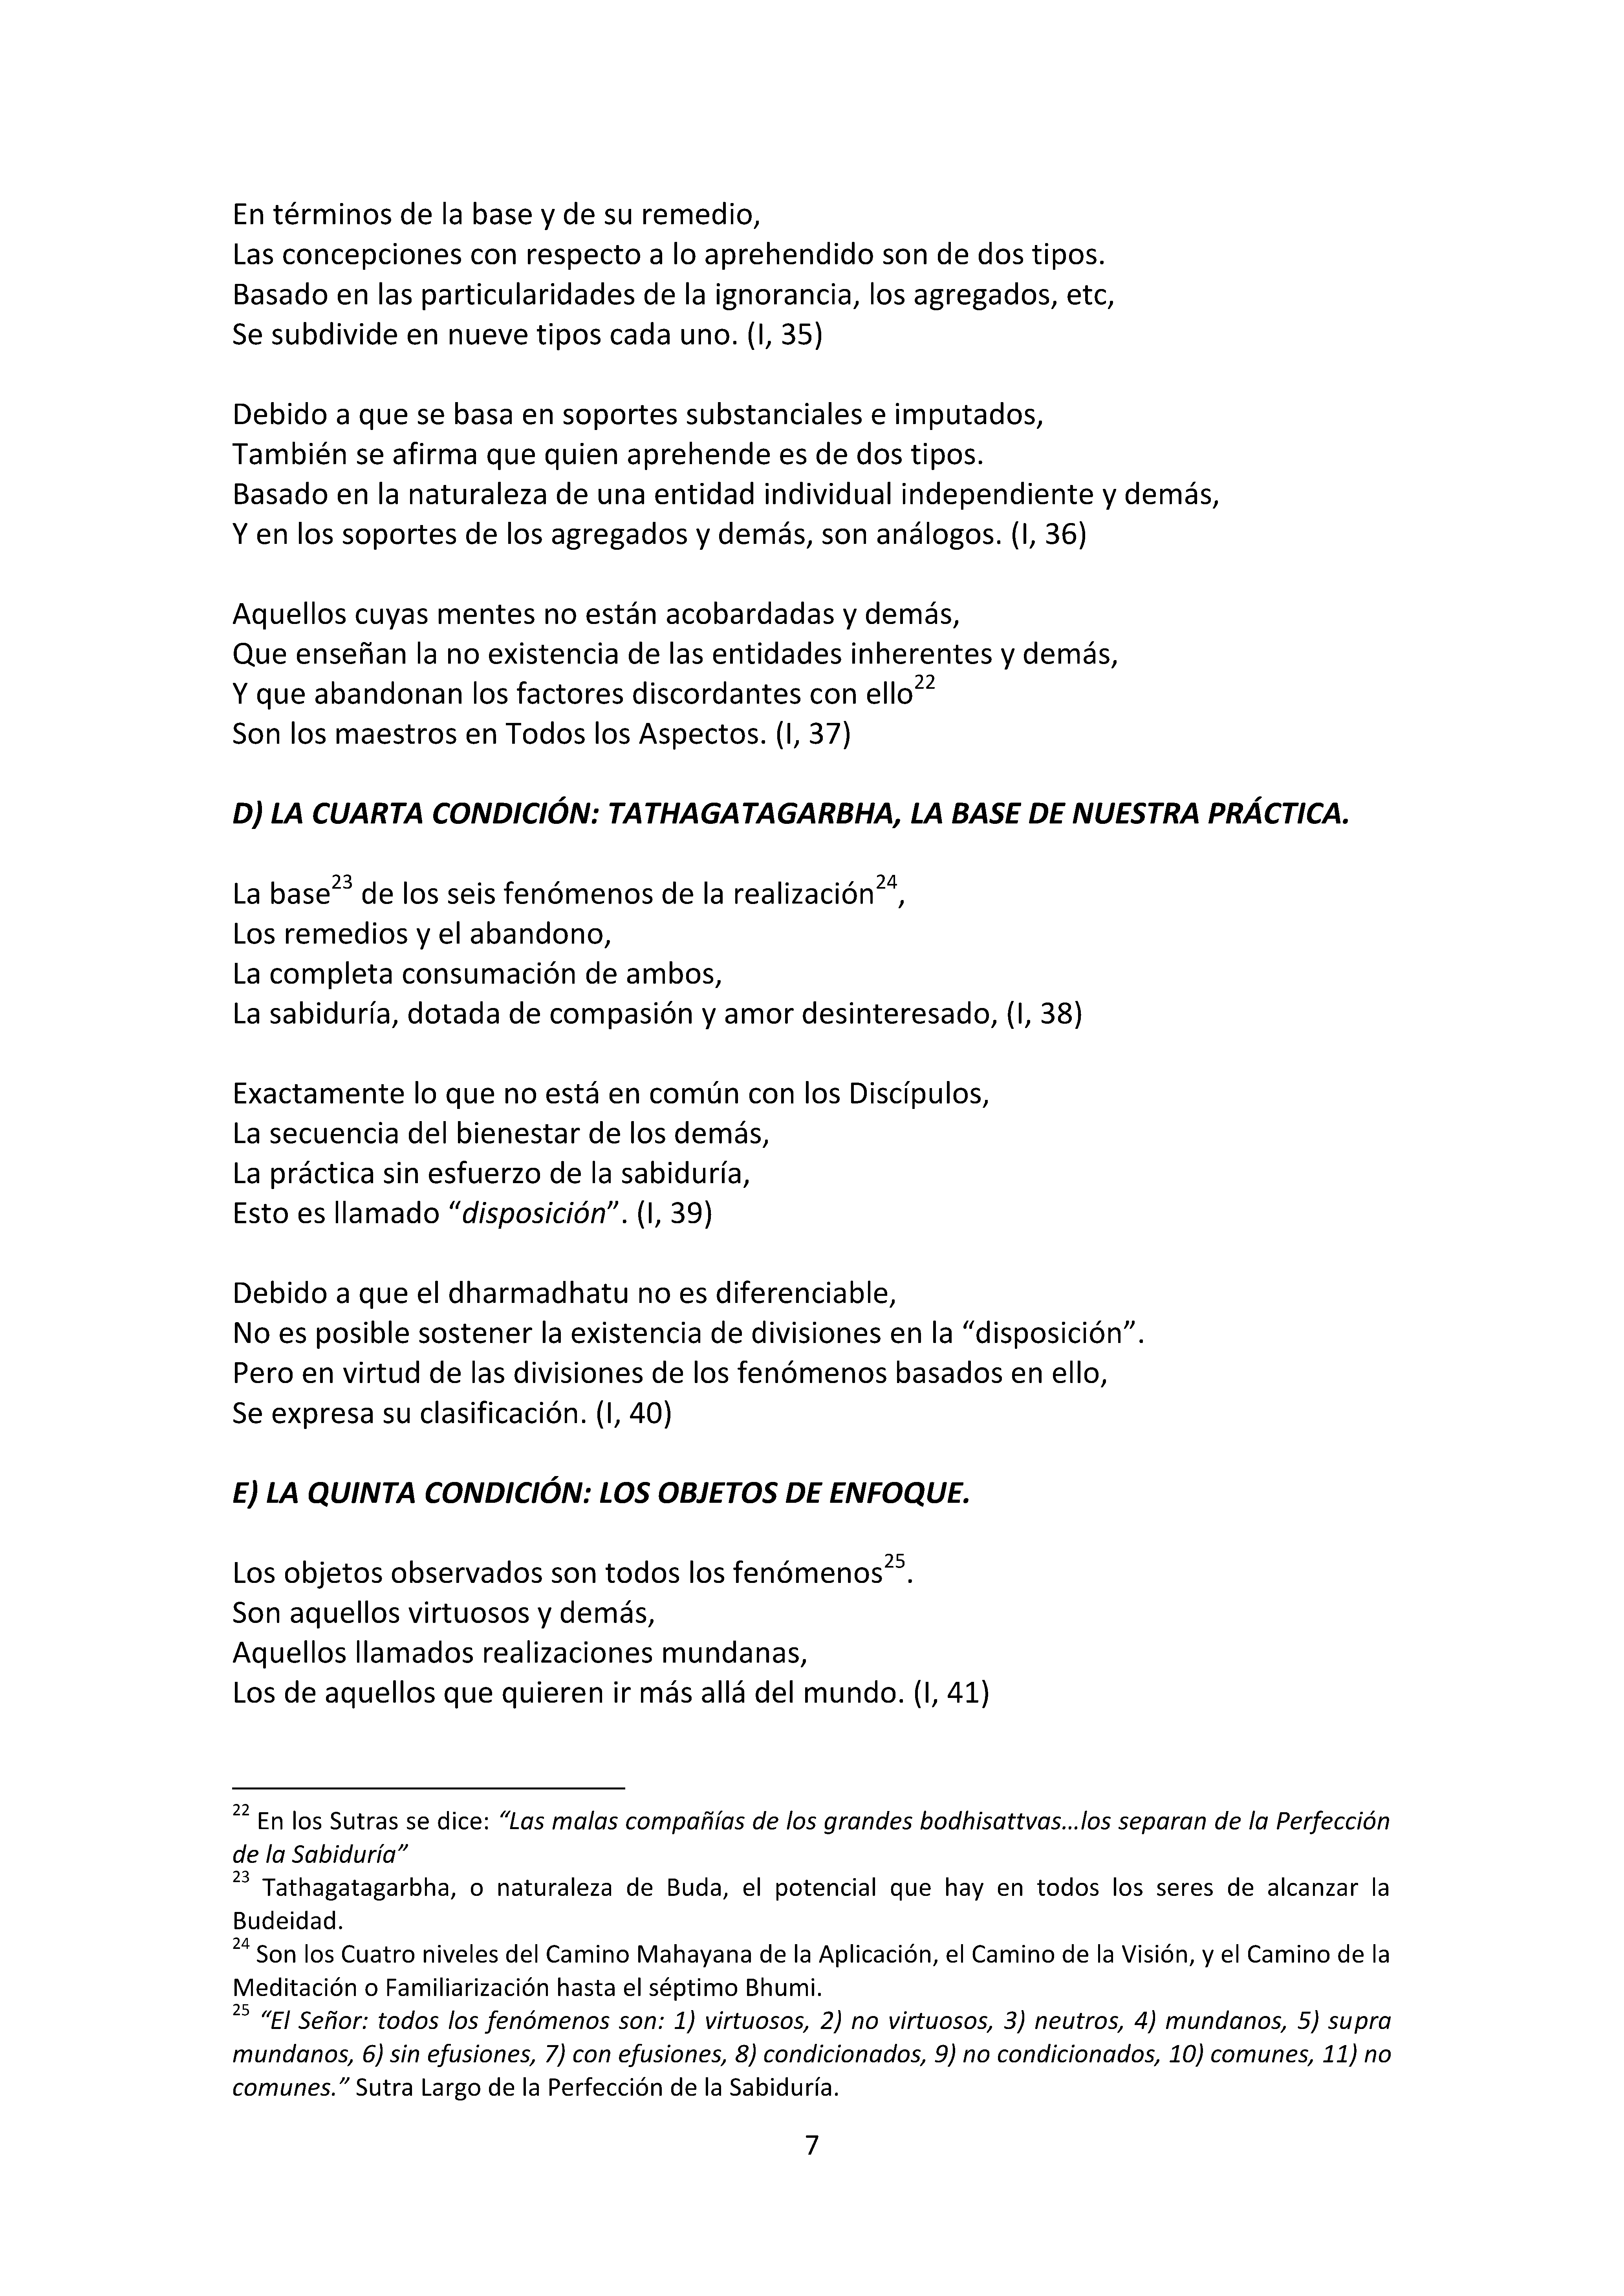 En términos de la base y de su remedio,
Las concepciones con respecto a lo aprehendido son de dos tipos.
Basado en las particularidades de la ignorancia, los agregados, etc,
Se subdivide en nueve tipos cada uno. (I, 35)
Debido a que se basa en soportes substanciales e imputados,
También se afirma que quien aprehende es de dos tipos.
Basado en la naturaleza de una entidad individual independiente y demás,
Y en los soportes de los agregados y demás, son análogos. (I, 36)
Aquellos cuyas mentes no están acobardadas y demás,
Que enseñan la no existencia de las entidades inherentes y demás,
Y que abandonan los factores discordantes con ello22
Son los maestros en Todos los Aspectos. (I, 37)
D) LA CUARTA CONDICIÓN: TATHAGATAGARBHA, LA BASE DE NUESTRA PRÁCTICA.
La base23 de los seis fenómenos de la realización24,
Los remedios y el abandono,
La completa consumación de ambos,
La sabiduría, dotada de compasión y amor desinteresado, (I, 38)
Exactamente lo que no está en común con los Discípulos,
La secuencia del bienestar de los demás,
La práctica sin esfuerzo de la sabiduría,
Esto es llamado “disposición”. (I, 39)
Debido a que el dharmadhatu no es diferenciable,
No es posible sostener la existencia de divisiones en la “disposición”.
Pero en virtud de las divisiones de los fenómenos basados en ello,
Se expresa su clasificación. (I, 40)
E) LA QUINTA CONDICIÓN: LOS OBJETOS DE ENFOQUE.
Los objetos observados son todos los fenómenos25.
Son aquellos virtuosos y demás,
Aquellos llamados realizaciones mundanas,
Los de aquellos que quieren ir más allá del mundo. (I, 41)
22 En los Sutras se dice: “Las malas compañías de los grandes bodhisattvas…los separan de la Perfección
de la Sabiduría”
23 Tathagatagarbha, o naturaleza de Buda, el potencial que hay en todos los seres de alcanzar la
Budeidad.
24 Son los Cuatro niveles del Camino Mahayana de la Aplicación, el Camino de la Visión, y el Camino de la
Meditación o Familiarización hasta el séptimo Bhumi.
25 “El Señor: todos los fenómenos son: 1) virtuosos, 2) no virtuosos, 3) neutros, 4) mundanos, 5) supra
mundanos, 6) sin efusiones, 7) con efusiones, 8) condicionados, 9) no condicionados, 10) comunes, 11) no
comunes.” Sutra Largo de la Perfección de la Sabiduría.
7